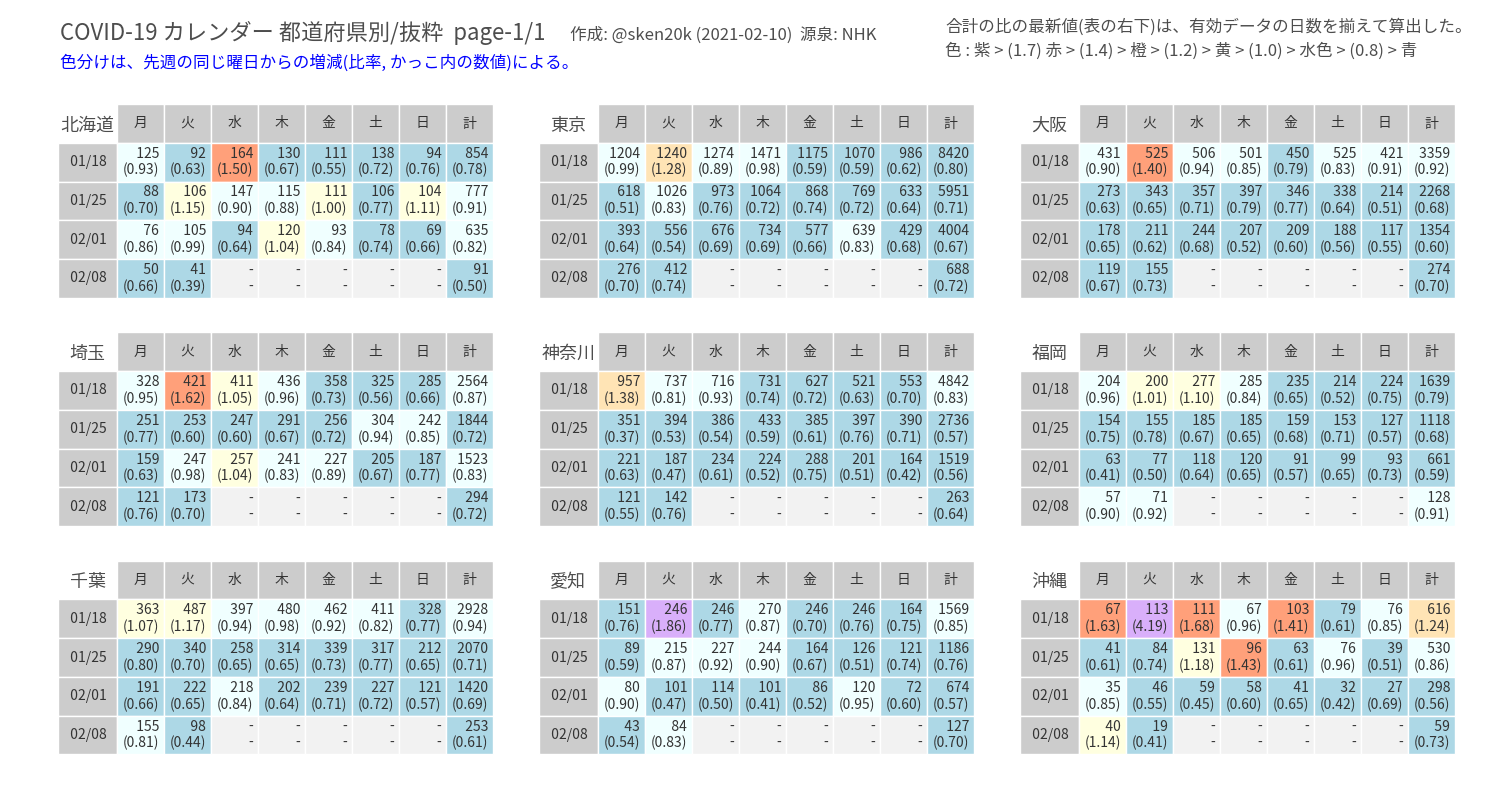 COVID-19 カレンダー 都道府県別/抜粋 page-1/1 作成: @sken20k (2021-02-10) 源泉: NHK
色分けは、先週の同じ曜日からの増減(比率, かっこ内の数値)による。
合計の比の最新値(表の右下)は、有効データの日数を揃えて算出した。
色 : 紫 > (1.7) 赤 > (1.4) > 橙 > (1.2) > 黄 > (1.0) > 水色 > (0.8) > 青
北海道 月 火 水 木 金 土 日 計
01/18 125 92 164 130 111 138 94 854
(0.93) (0.63) (1.50) (0.67) (0.55) (0.72) (0.76) (0.78)
01/25 88 106 147 115 111 106 104 777
(0.70) (1.15) (0.90) (0.88) (1.00) (0.77) (1.11) (0.91)
02/01 76 105 94 120 93 78 69 635
(0.86) (0.99) (0.64) (1.04) (0.84) (0.74) (0.66) (0.82)
02/08 50 41 - - - - - 91
(0.66) (0.39) - - - - - (0.50)
東京 月 火 水 木 金 土 日 計
01/18 1204 1240 1274 1471 1175 1070 986 8420
(0.99) (1.28) (0.89) (0.98) (0.59) (0.59) (0.62) (0.80)
01/25 618 1026 973 1064 868 769 633 5951
(0.51) (0.83) (0.76) (0.72) (0.74) (0.72) (0.64) (0.71)
02/01 393 556 676 734 577 639 429 4004
(0.64) (0.54) (0.69) (0.69) (0.66) (0.83) (0.68) (0.67)
02/08 276 412 - - - - - 688
(0.70) (0.74) - - - - - (0.72)
大阪 月 火 水 木 金 土 日 計
01/18 431 525 506 501 450 525 421 3359
(0.90) (1.40) (0.94) (0.85) (0.79) (0.83) (0.91) (0.92)
01/25 273 343 357 397 346 338 214 2268
(0.63) (0.65) (0.71) (0.79) (0.77) (0.64) (0.51) (0.68)
02/01 178 211 244 207 209 188 117 1354
(0.65) (0.62) (0.68) (0.52) (0.60) (0.56) (0.55) (0.60)
02/08 119 155 - - - - - 274
(0.67) (0.73) - - - - - (0.70)
埼玉 月 火 水 木 金 土 日 計
01/18 328 421 411 436 358 325 285 2564
(0.95) (1.62) (1.05) (0.96) (0.73) (0.56) (0.66) (0.87)
01/25 251 253 247 291 256 304 242 1844
(0.77) (0.60) (0.60) (0.67) (0.72) (0.94) (0.85) (0.72)
02/01 159 247 257 241 227 205 187 1523
(0.63) (0.98) (1.04) (0.83) (0.89) (0.67) (0.77) (0.83)
02/08 121 173 - - - - - 294
(0.76) (0.70) - - - - - (0.72)
神奈川 月 火 水 木 金 土 日 計
01/18 957 737 716 731 627 521 553 4842
(1.38) (0.81) (0.93) (0.74) (0.72) (0.63) (0.70) (0.83)
01/25 351 394 386 433 385 397 390 2736
(0.37) (0.53) (0.54) (0.59) (0.61) (0.76) (0.71) (0.57)
02/01 221 187 234 224 288 201 164 1519
(0.63) (0.47) (0.61) (0.52) (0.75) (0.51) (0.42) (0.56)
02/08 121 142 - - - - - 263
(0.55) (0.76) - - - - - (0.64)
福岡 月 火 水 木 金 土 日 計
01/18 204 200 277 285 235 214 224 1639
(0.96) (1.01) (1.10) (0.84) (0.65) (0.52) (0.75) (0.79)
01/25 154 155 185 185 159 153 127 1118
(0.75) (0.78) (0.67) (0.65) (0.68) (0.71) (0.57) (0.68)
02/01 63 77 118 120 91 99 93 661
(0.41) (0.50) (0.64) (0.65) (0.57) (0.65) (0.73) (0.59)
02/08 57 71 - - - - - 128
(0.90) (0.92) - - - - - (0.91)
千葉 月 火 水 木 金 土 日 計
01/18 363 487 397 480 462 411 328 2928
(1.07) (1.17) (0.94) (0.98) (0.92) (0.82) (0.77) (0.94)
01/25 290 340 258 314 339 317 212 2070
(0.80) (0.70) (0.65) (0.65) (0.73) (0.77) (0.65) (0.71)
02/01 191 222 218 202 239 227 121 1420
(0.66) (0.65) (0.84) (0.64) (0.71) (0.72) (0.57) (0.69)
02/08 155 98 - - - - - 253
(0.81) (0.44) - - - - - (0.61)
愛知 月 火 水 木 金 土 日 計
01/18 151 246 246 270 246 246 164 1569
(0.76) (1.86) (0.77) (0.87) (0.70) (0.76) (0.75) (0.85)
01/25 89 215 227 244 164 126 121 1186
(0.59) (0.87) (0.92) (0.90) (0.67) (0.51) (0.74) (0.76)
02/01 80 101 114 101 86 120 72 674
(0.90) (0.47) (0.50) (0.41) (0.52) (0.95) (0.60) (0.57)
02/08 43 84 - - - - - 127
(0.54) (0.83) - - - - - (0.70)
沖縄 月 火 水 木 金 土 日 計
01/18 67 113 111 67 103 79 76 616
(1.63) (4.19) (1.68) (0.96) (1.41) (0.61) (0.85) (1.24)
01/25 41 84 131 96 63 76 39 530
(0.61) (0.74) (1.18) (1.43) (0.61) (0.96) (0.51) (0.86)
02/01 35 46 59 58 41 32 27 298
(0.85) (0.55) (0.45) (0.60) (0.65) (0.42) (0.69) (0.56)
02/08 40 19 - - - - - 59
(1.14) (0.41) - - - - - (0.73)